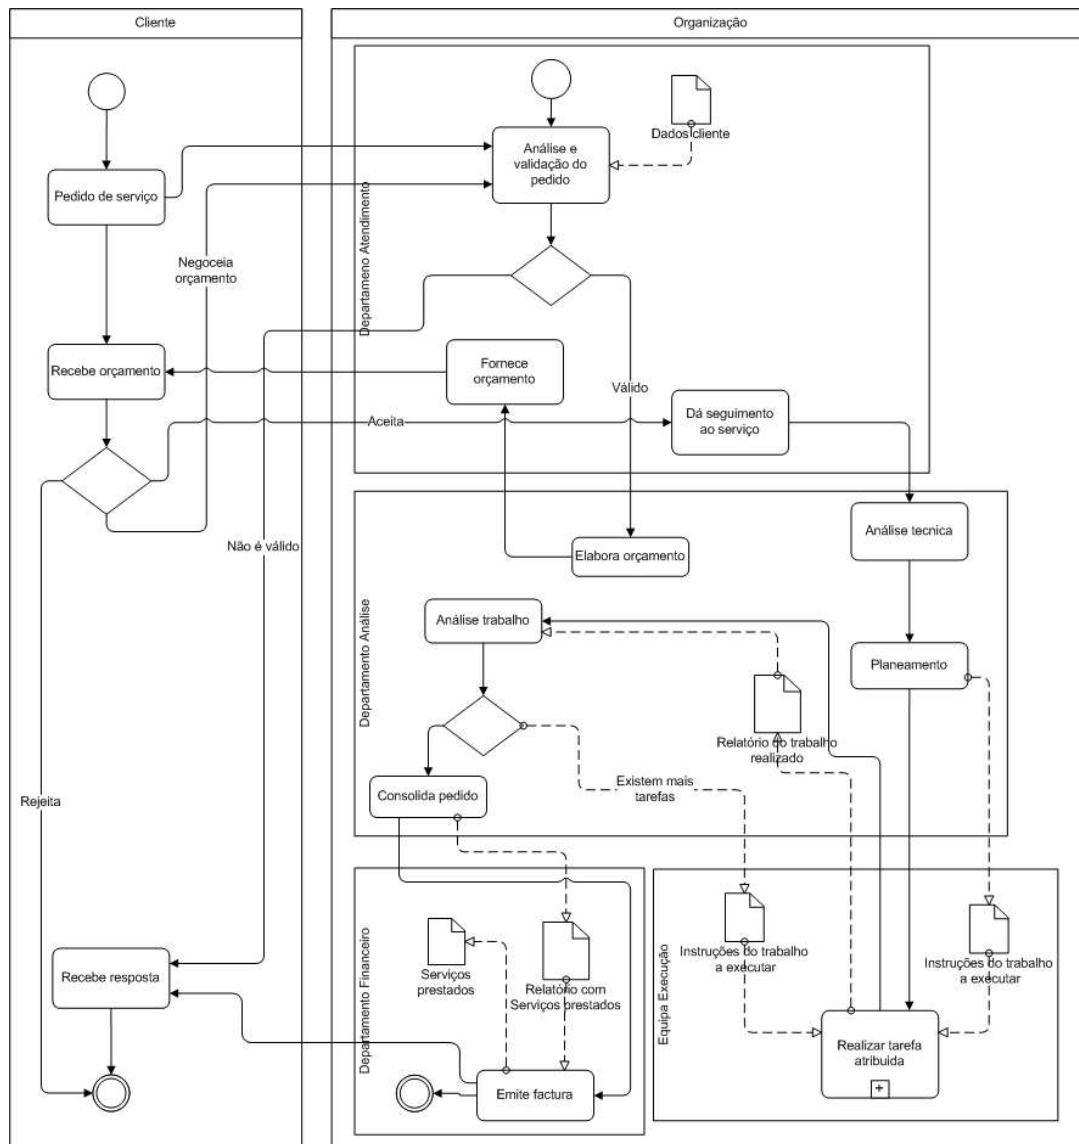 Cliente
Organização
Departameno Atendimento
Dados cliente
Análise e
validação do
pedido
Pedido de serviço
Negoceia
orçamento
Recebe orçamento
Fornece
orçamento
Válido
Dá seguimento
ao serviço
Aceita
Não é válido
Departamento Análise
Elabora orçamento
Análise tecnica
Análise trabalho
Planeamento
Relatório do trabalho
realizado
Existem mais
tarefas
Consolida pedido
Rejeita
Departamento Financeiro
Serviços
prestados
Relatório com
Serviços prestados
Equipa Execução
Instruções do trabalho
a executar
Instruções do trabalho
a executar
Recebe resposta
Realizar tarefa
atribuida
+
Emite factura